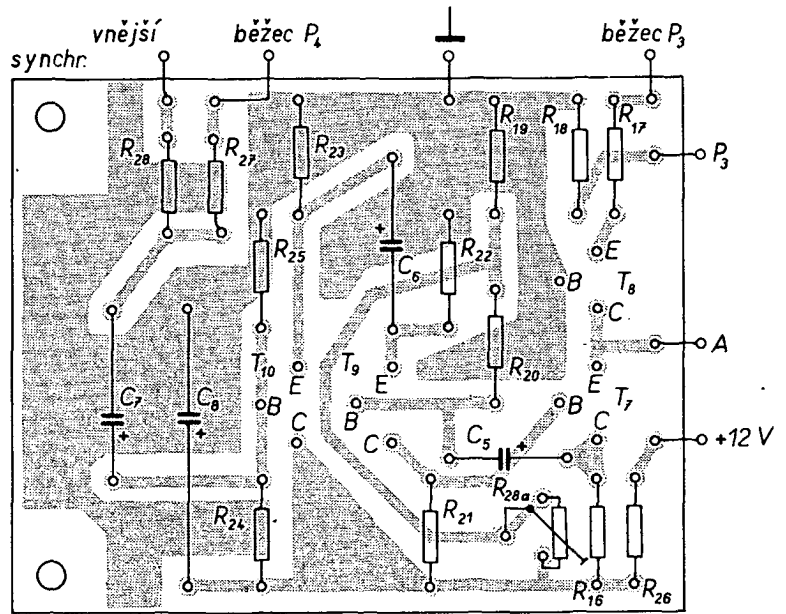 vnější
běžec P₄
běžec P₃
synchr.
R₂₈
R₂₇
R₂₃
R₁₉
R₁₈
R₁₇
P₃
+
R₂₅
C₆
R₂₂
E
B
T₈
C
T₁₀
T₉
R₂₀
A
E
E
E
C₇
C₈
B
B
B
T₇
+
+
C
C
C₅
+
C
+12 V
R₂₄
R₂₁
R₂₈ₐ
R₁₆
R₂₆